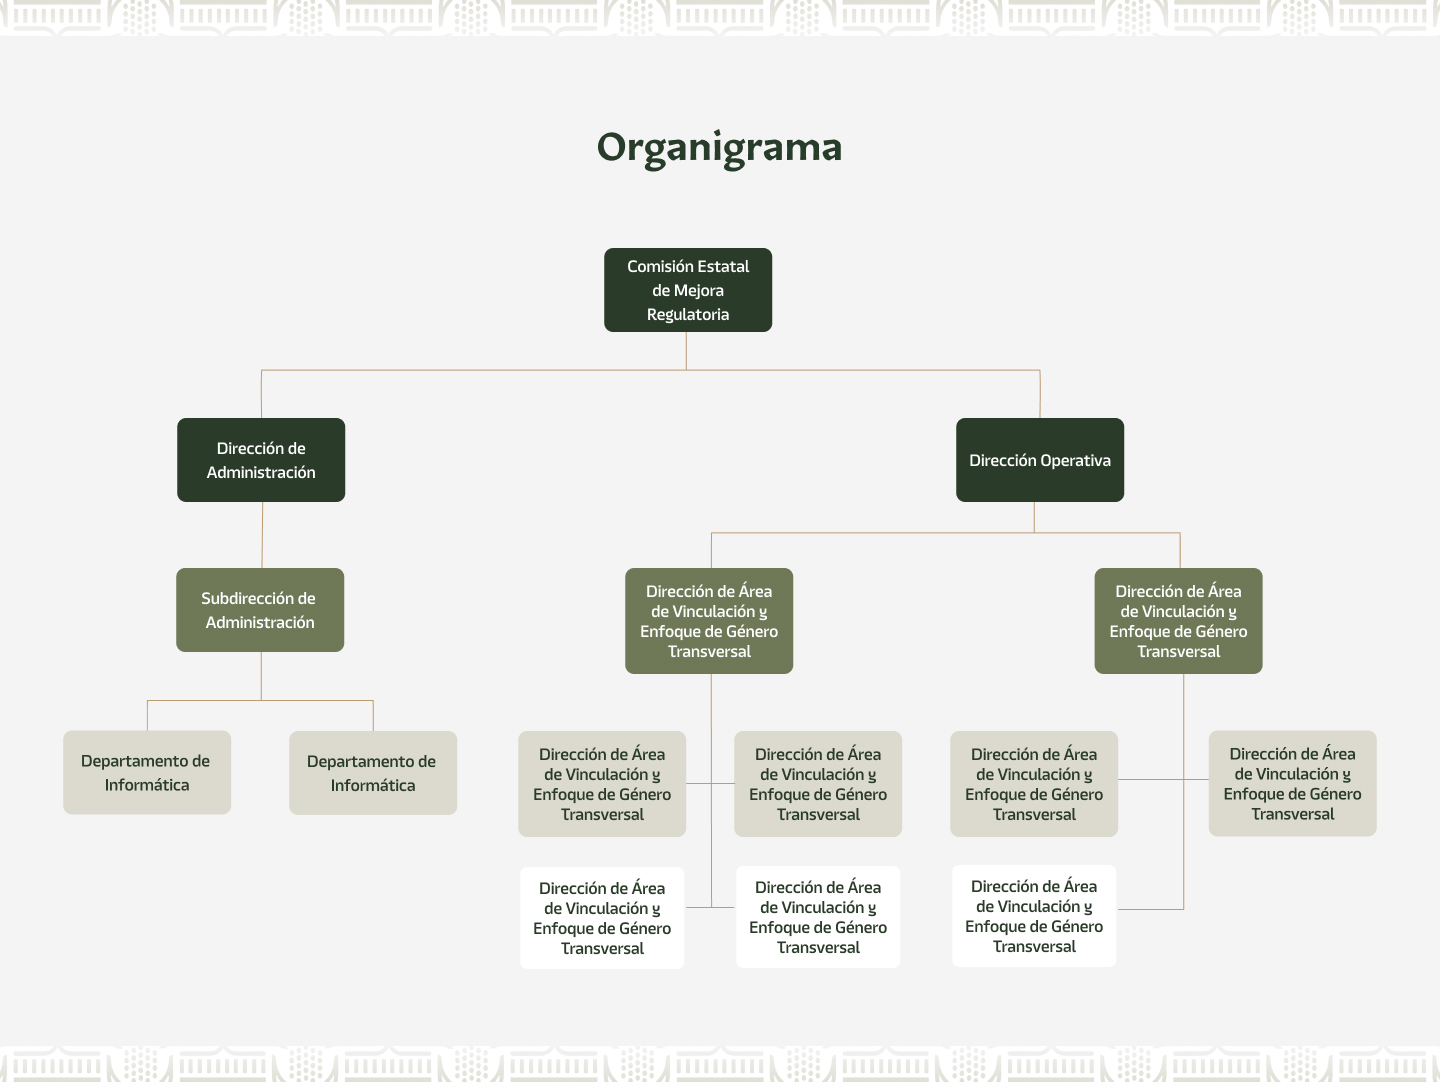 Organigrama
Comisión Estatal
de Mejora
Regulatoria
Dirección de
Administración
Dirección Operativa
Subdirección de
Administración
Dirección de Área
de Vinculación y
Enfoque de Género
Transversal
Dirección de Área
de Vinculación y
Enfoque de Género
Transversal
Departamento de
Informática
Departamento de
Informática
Dirección de Área
de Vinculación y
Enfoque de Género
Transversal
Dirección de Área
de Vinculación y
Enfoque de Género
Transversal
Dirección de Área
de Vinculación y
Enfoque de Género
Transversal
Dirección de Área
de Vinculación y
Enfoque de Género
Transversal
Dirección de Área
de Vinculación y
Enfoque de Género
Transversal
Dirección de Área
de Vinculación y
Enfoque de Género
Transversal
Dirección de Área
de Vinculación y
Enfoque de Género
Transversal